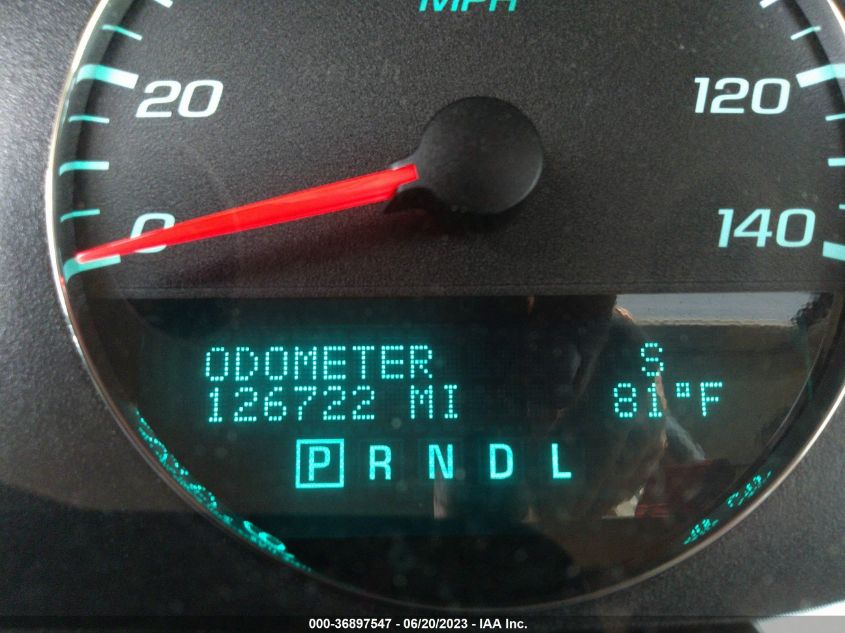 MPH
20
120
0
140
ODOMETER S
126722 MI 81°F
P R N D L
000-36897547 - 06/20/2023 - IAA Inc.